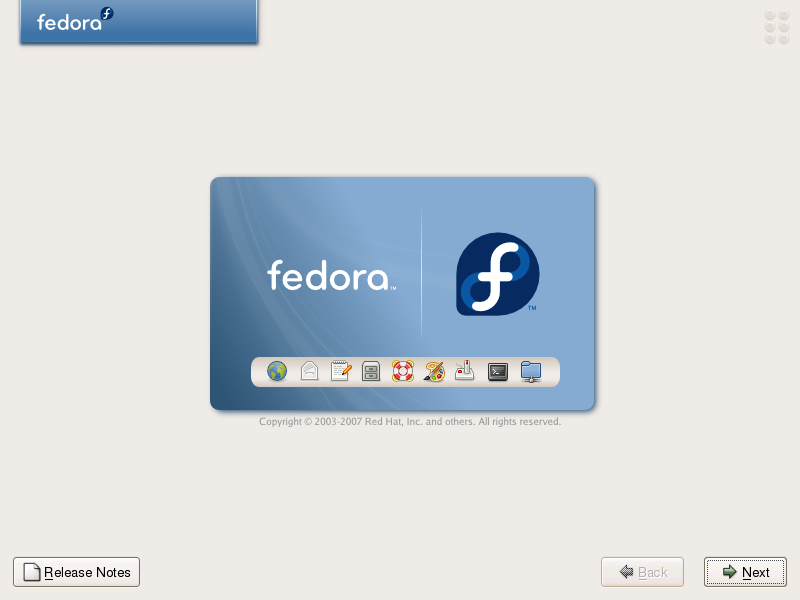 fedora
fedora™
™
Copyright © 2003-2007 Red Hat, Inc. and others. All rights reserved.
Release Notes
Back
Next